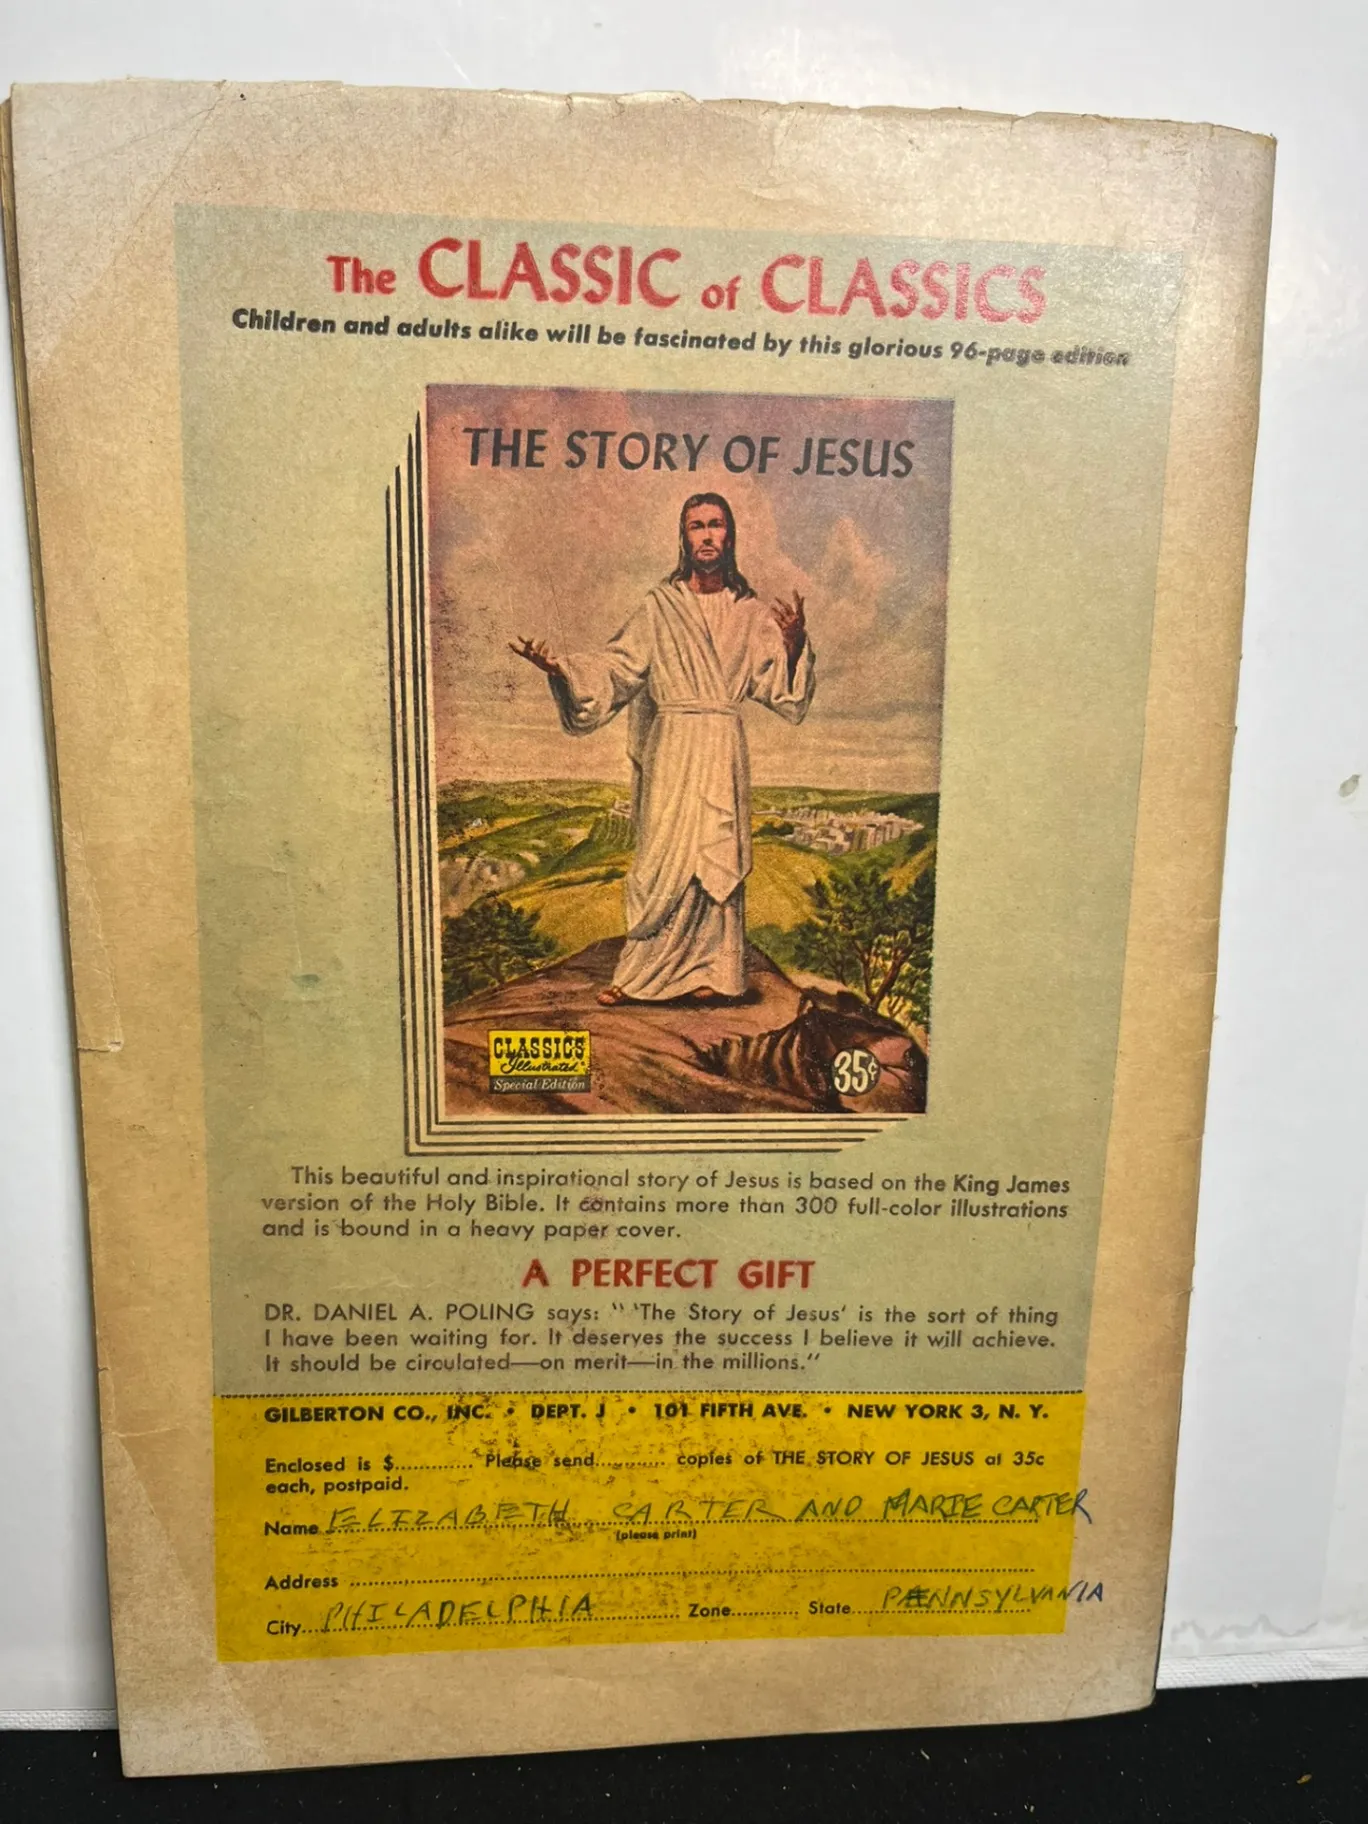 The CLASSIC of CLASSICS
Children and adults alike will be fascinated by this glorious 96-page edition
THE STORY OF JESUS
CLASSICS
Illustrated
Special Edition
35¢
This beautiful and inspirational story of Jesus is based on the King James
version of the Holy Bible. It contains more than 300 full-color illustrations
and is bound in a heavy paper cover.
A PERFECT GIFT
DR. DANIEL A. POLING says: " 'The Story of Jesus' is the sort of thing
I have been waiting for. It deserves the success I believe it will achieve.
It should be circulated—on merit—in the millions."
GILBERTON CO., INC. • DEPT. J • 101 FIFTH AVE. • NEW YORK 3, N. Y.
Enclosed is $............ Please send............ copies of THE STORY OF JESUS at 35c
each, postpaid.
Name ELIZABETH CARTER AND MARIE CARTER
(please print)
Address
City PHILADELPHIA Zone............ State PENNSYLVANIA